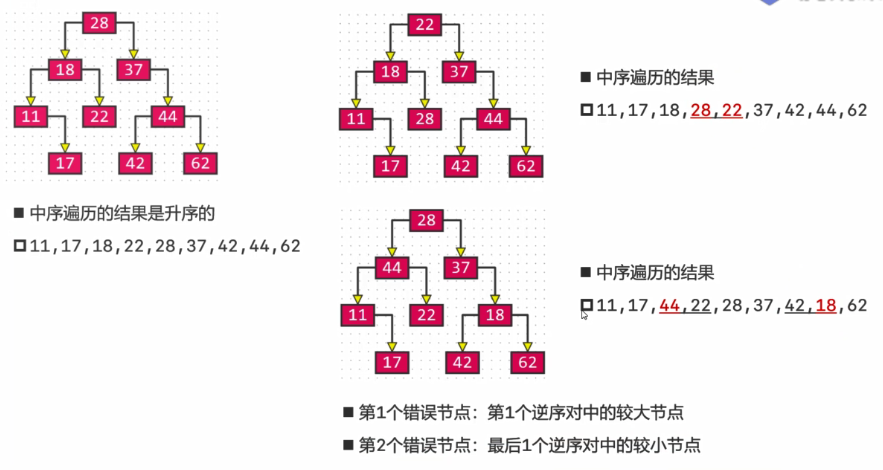 28
18 37
11 22 44
17 42 62
■ 中序遍历的结果是升序的
11,17,18,22,28,37,42,44,62
22
18 37
11 28 44
17 42 62
■ 中序遍历的结果
11,17,18,28,22,37,42,44,62
28
44 37
11 22 18
17 42 62
■ 中序遍历的结果
11,17,44,22,28,37,42,18,62
■ 第1个错误节点：第1个逆序对中的较大节点
■ 第2个错误节点：最后1个逆序对中的较小节点